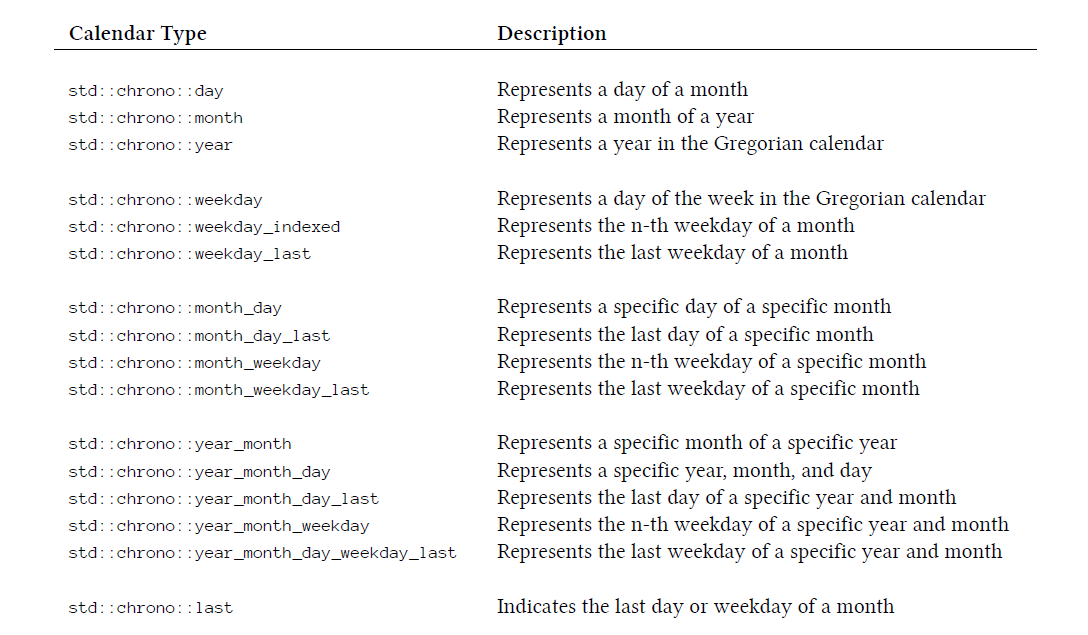 Calendar Type Description
std::chrono::day Represents a day of a month
std::chrono::month Represents a month of a year
std::chrono::year Represents a year in the Gregorian calendar
std::chrono::weekday Represents a day of the week in the Gregorian calendar
std::chrono::weekday_indexed Represents the n-th weekday of a month
std::chrono::weekday_last Represents the last weekday of a month
std::chrono::month_day Represents a specific day of a specific month
std::chrono::month_day_last Represents the last day of a specific month
std::chrono::month_weekday Represents the n-th weekday of a specific month
std::chrono::month_weekday_last Represents the last weekday of a specific month
std::chrono::year_month Represents a specific month of a specific year
std::chrono::year_month_day Represents a specific year, month, and day
std::chrono::year_month_day_last Represents the last day of a specific year and month
std::chrono::year_month_weekday Represents the n-th weekday of a specific year and month
std::chrono::year_month_day_weekday_last Represents the last weekday of a specific year and month
std::chrono::last Indicates the last day or weekday of a month